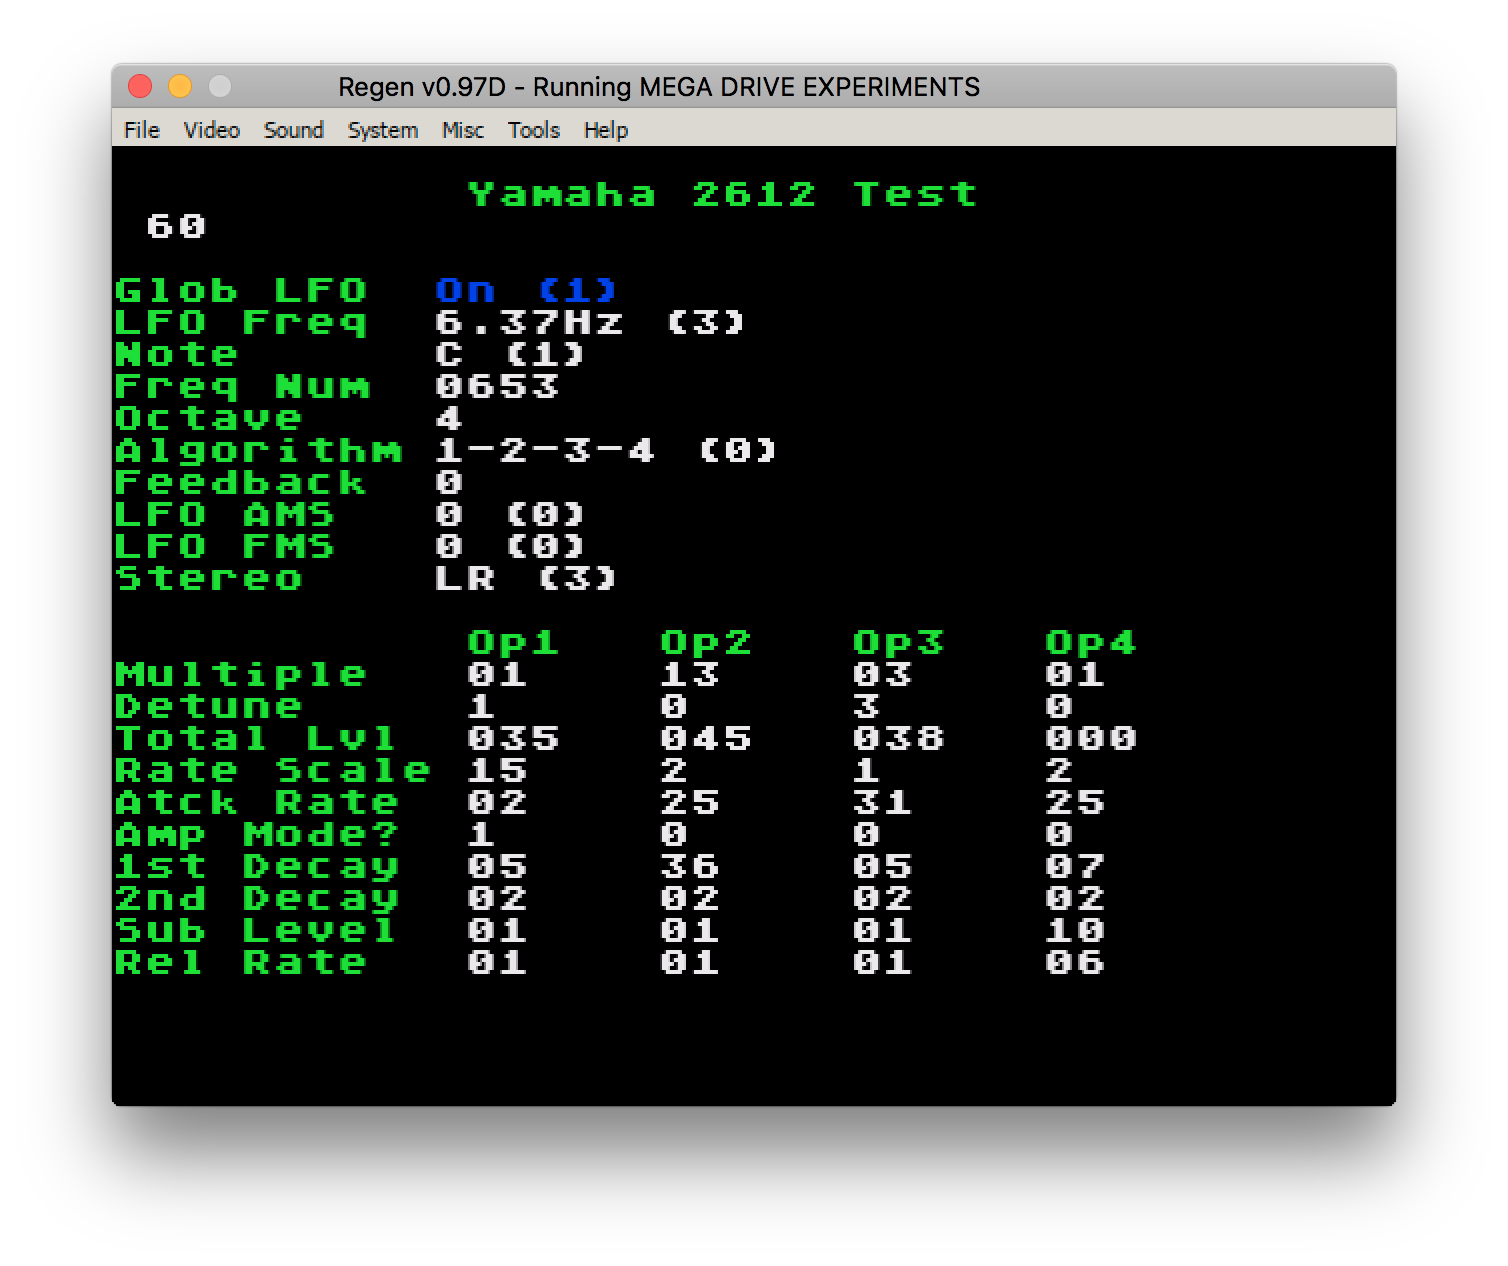 Regen v0.97D - Running MEGA DRIVE EXPERIMENTS
File Video Sound System Misc Tools Help
Yamaha 2612 Test
60
Glob LFO On (1)
LFO Freq 6.37Hz (3)
Note C (1)
Freq Num 0653
Octave 4
Algorithm 1-2-3-4 (0)
Feedback 0
LFO AMS 0 (0)
LFO FMS 0 (0)
Stereo LR (3)
Op1 Op2 Op3 Op4
Multiple 01 13 03 01
Detune 1 0 3 0
Total Lvl 035 045 038 000
Rate Scale 15 2 1 2
Atck Rate 02 25 31 25
Amp Mode? 1 0 0 0
1st Decay 05 36 05 07
2nd Decay 02 02 02 02
Sub Level 01 01 01 10
Rel Rate 01 01 01 06